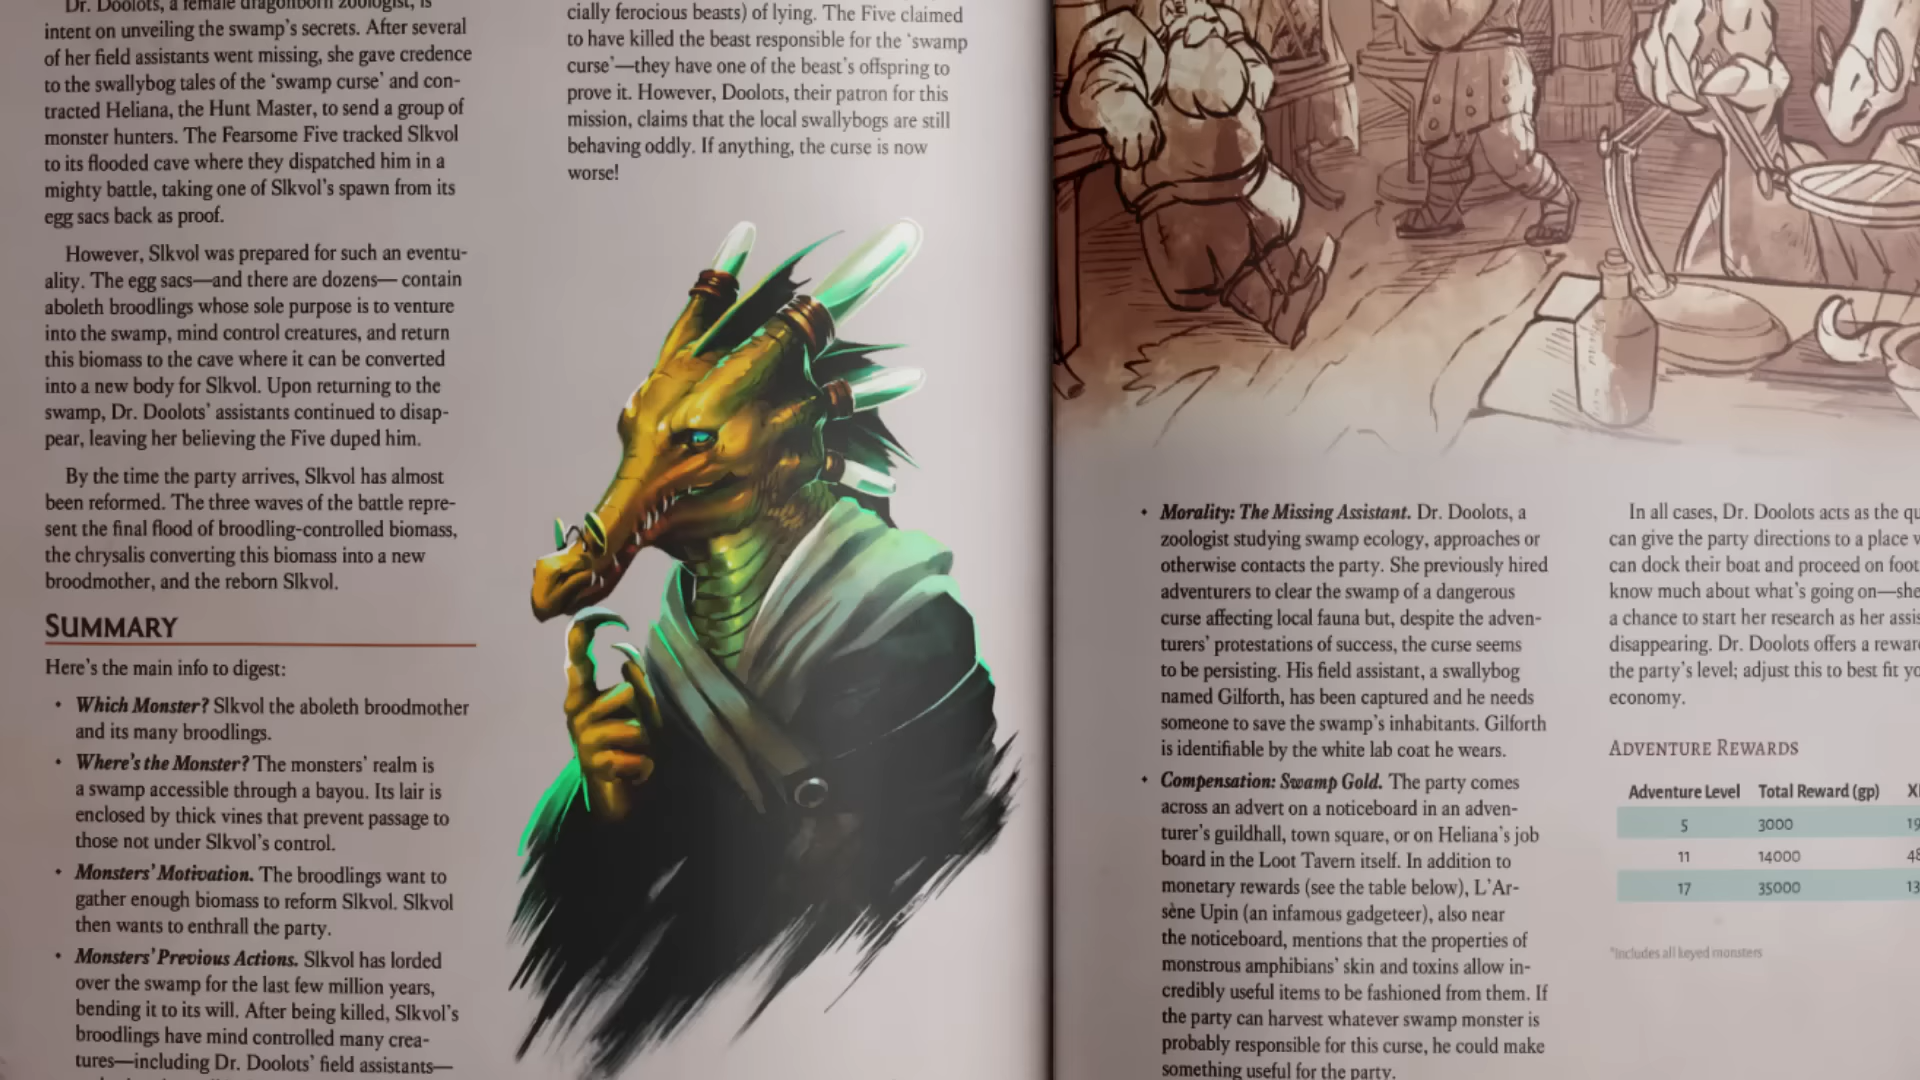 Dr. Doolots, a female dragonborn zoologist, is
intent on unveiling the swamp's secrets. After several
of her field assistants went missing, she gave credence
to the swallybog tales of the ‘swamp curse’ and con-
tracted Heliana, the Hunt Master, to send a group of
monster hunters. The Fearsome Five tracked Slkvol
to its flooded cave where they dispatched him in a
mighty battle, taking one of Slkvol's spawn from its
egg sacs back as proof.
However, Slkvol was prepared for such an eventu-
ality. The egg sacs—and there are dozens— contain
aboleth broodlings whose sole purpose is to venture
into the swamp, mind control creatures, and return
this biomass to the cave where it can be converted
into a new body for Slkvol. Upon returning to the
swamp, Dr. Doolots’ assistants continued to disap-
pear, leaving her believing the Five duped him.
By the time the party arrives, Slkvol has almost
been reformed. The three waves of the battle repre-
sent the final flood of broodling-controlled biomass,
the chrysalis converting this biomass into a new
broodmother, and the reborn Slkvol.
SUMMARY
Here's the main info to digest:
• Which Monster? Slkvol the aboleth broodmother
and its many broodlings.
• Where's the Monster? The monsters’ realm is
a swamp accessible through a bayou. Its lair is
enclosed by thick vines that prevent passage to
those not under Slkvol's control.
• Monsters’ Motivation. The broodlings want to
gather enough biomass to reform Slkvol. Slkvol
then wants to enthrall the party.
• Monsters’ Previous Actions. Slkvol has lorded
over the swamp for the last few million years,
bending it to its will. After being killed, Slkvol's
broodlings have mind controlled many crea-
tures—including Dr. Doolots’ field assistants—
cially ferocious beasts) of lying. The Five claimed
to have killed the beast responsible for the ‘swamp
curse’—they have one of the beast's offspring to
prove it. However, Doolots, their patron for this
mission, claims that the local swallybogs are still
behaving oddly. If anything, the curse is now
worse!
• Morality: The Missing Assistant. Dr. Doolots, a
zoologist studying swamp ecology, approaches or
otherwise contacts the party. She previously hired
adventurers to clear the swamp of a dangerous
curse affecting local fauna but, despite the adven-
turers’ protestations of success, the curse seems
to be persisting. His field assistant, a swallybog
named Gilforth, has been captured and he needs
someone to save the swamp's inhabitants. Gilforth
is identifiable by the white lab coat he wears.
• Compensation: Swamp Gold. The party comes
across an advert on a noticeboard in an adven-
turer's guildhall, town square, or on Heliana's job
board in the Loot Tavern itself. In addition to
monetary rewards (see the table below), L'Ar-
sène Upin (an infamous gadgeteer), also near
the noticeboard, mentions that the properties of
monstrous amphibians’ skin and toxins allow in-
credibly useful items to be fashioned from them. If
the party can harvest whatever swamp monster is
probably responsible for this curse, he could make
something useful for the party.
In all cases, Dr. Doolots acts as the qu
can give the party directions to a place w
can dock their boat and proceed on foot
know much about what's going on—she
a chance to start her research as her assis
disappearing. Dr. Doolots offers a rewar
the party's level; adjust this to best fit yo
economy.
ADVENTURE REWARDS
Adventure Level Total Reward (gp) X
5 3000 19
11 14000 48
17 35000 13
*Includes all keyed monsters